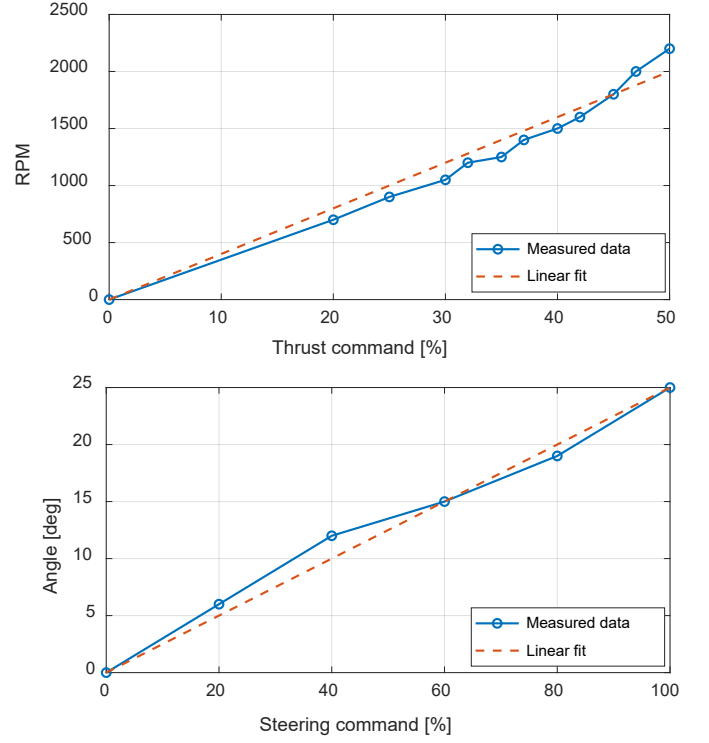 2500
2000
1500
1000
500
0
RPM
Measured data
Linear fit
0 10 20 30 40 50
Thrust command [%]
25
20
15
10
5
0
Angle [deg]
Measured data
Linear fit
0 20 40 60 80 100
Steering command [%]